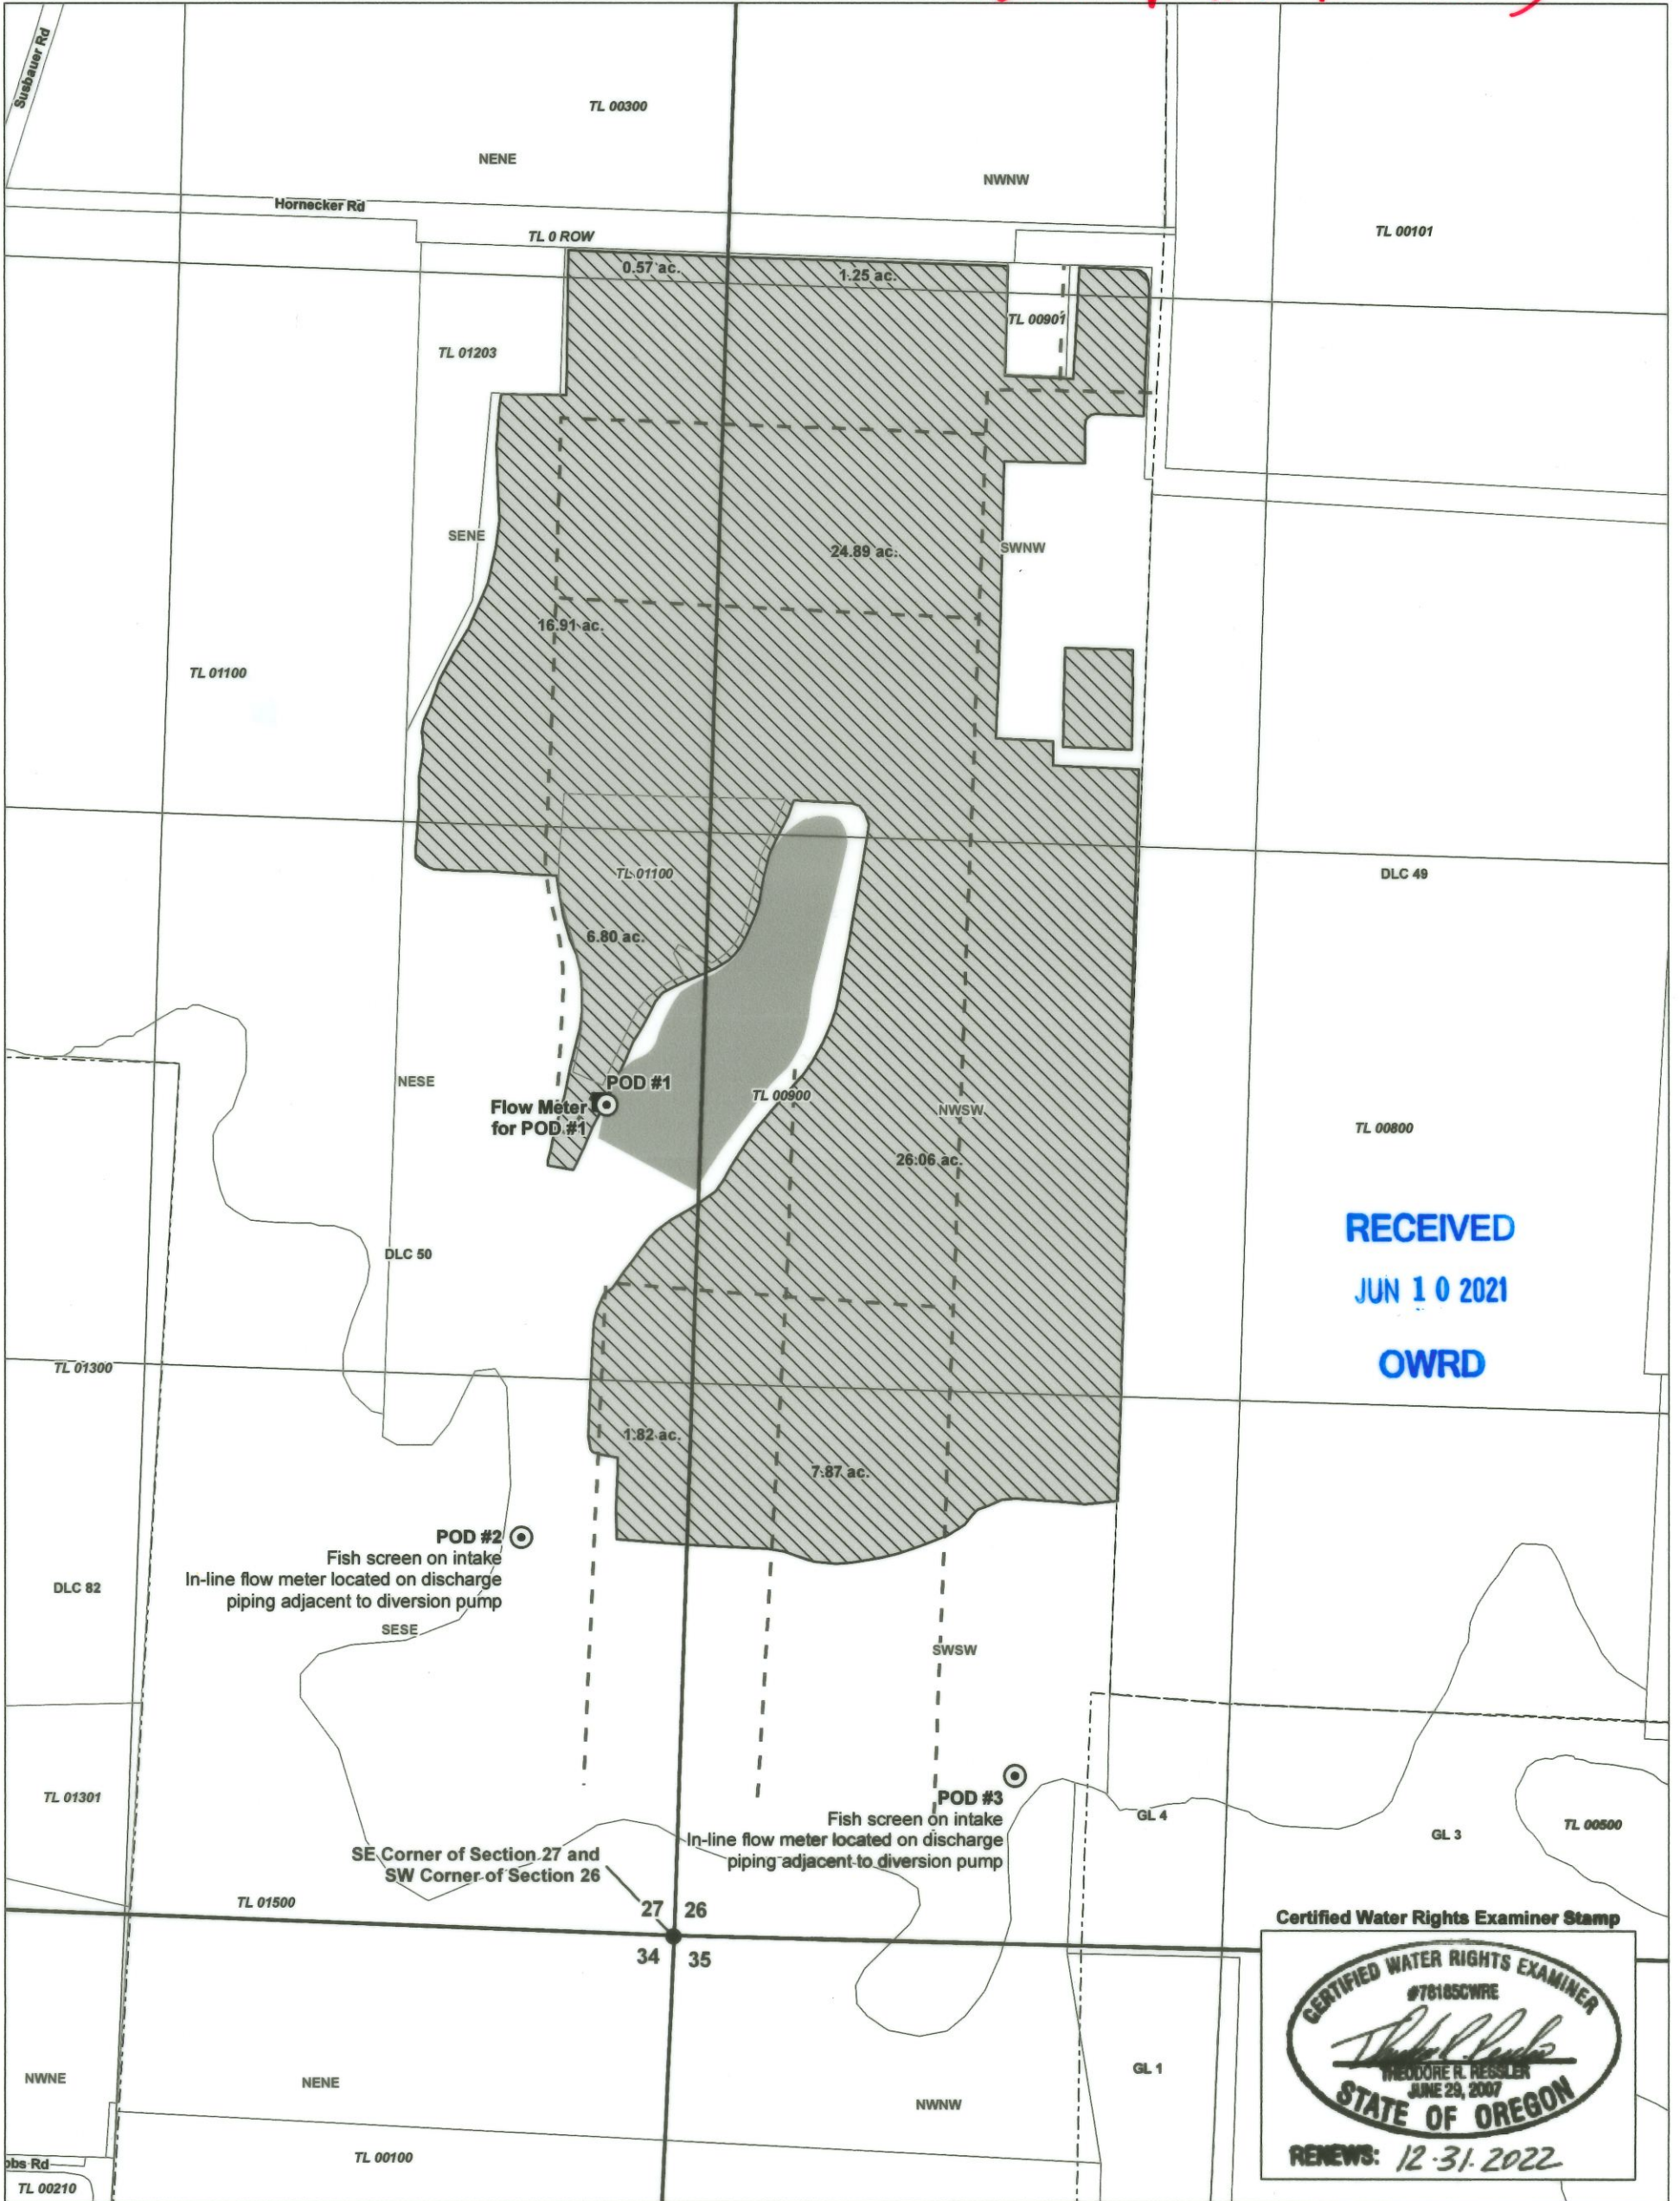 Susbauer Rd
TL 00300
NENE
NWNW
Hornecker Rd
TL 0 ROW
TL 00101
0.57 ac.
1.25 ac.
TL 00901
TL 01203
SENE
24.89 ac.
SWNW
16.91 ac.
TL 01100
TL 01100
DLC 49
6.80 ac.
NESE
POD #1
Flow Meter
for POD #1
TL 00900
NWSW
TL 00800
26.06 ac.
RECEIVED
JUN 10 2021
OWRD
DLC 50
TL 01300
1.82 ac.
7.87 ac.
POD #2
Fish screen on intake
In-line flow meter located on discharge
piping adjacent to diversion pump
DLC 82
SESE
SWSW
TL 01301
POD #3
Fish screen on intake
In-line flow meter located on discharge
piping adjacent to diversion pump
GL 4
GL 3
TL 00500
SE Corner of Section 27 and
SW Corner of Section 26
TL 01500
27 26
34 35
Certified Water Rights Examiner Stamp
CERTIFIED WATER RIGHTS EXAMINER
#78185CWRE
THEODORE R. RESSLER
JUNE 29, 2007
STATE OF OREGON
RENEWS: 12-31-2022
NWNE
NENE
NWNW
GL 1
TL 00100
obs Rd
TL 00210